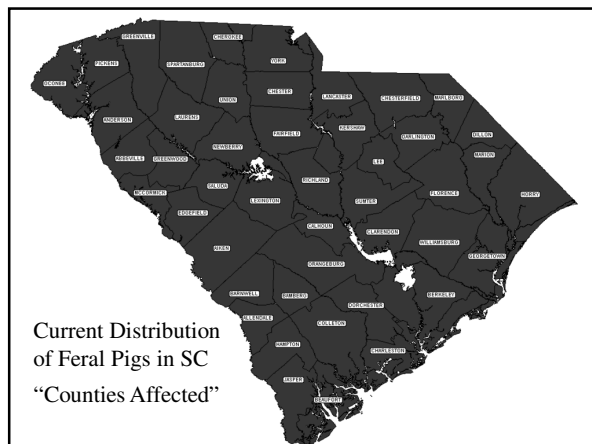 GREENVILLE
CHEROKEE
PICKENS
SPARTANBURG
YORK
OCONEE
UNION
CHESTER
LANCASTER
CHESTERFIELD
MARLBORO
ANDERSON
LAURENS
FAIRFIELD
KERSHAW
DARLINGTON
DILLON
NEWBERRY
ABBEVILLE
GREENWOOD
LEE
MARION
MCCORMICK
SALUDA
RICHLAND
FLORENCE
HORRY
LEXINGTON
SUMTER
EDGEFIELD
CALHOUN
CLARENDON
WILLIAMSBURG
AIKEN
ORANGEBURG
GEORGETOWN
BARNWELL
BAMBERG
BERKELEY
DORCHESTER
ALLENDALE
COLLETON
HAMPTON
CHARLESTON
JASPER
BEAUFORT
Current Distribution
of Feral Pigs in SC
“Counties Affected”